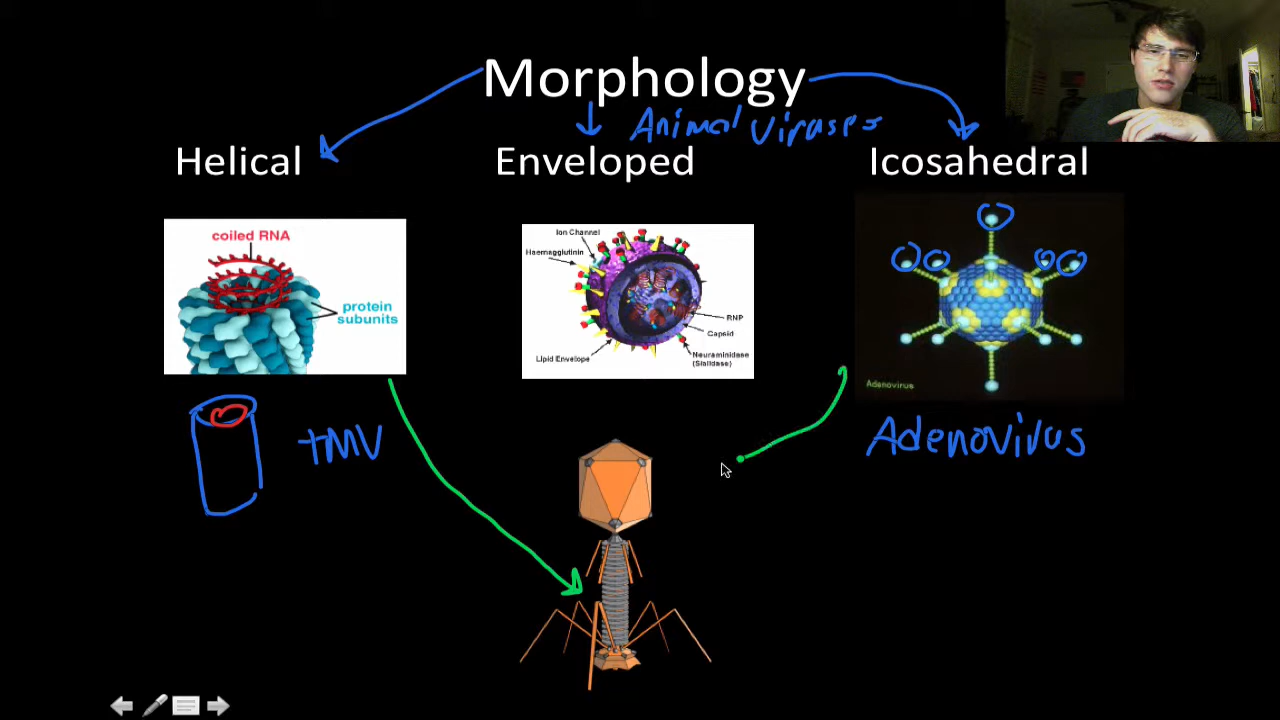 Morphology
Animal Viruses
Helical
Enveloped
Icosahedral
coiled RNA
protein
subunits
Ion Channel
Haemagglutinin
RNP
Capsid
Lipid Envelope
Neuraminidase
(Sialidase)
Adenovirus
TMV
Adenovirus